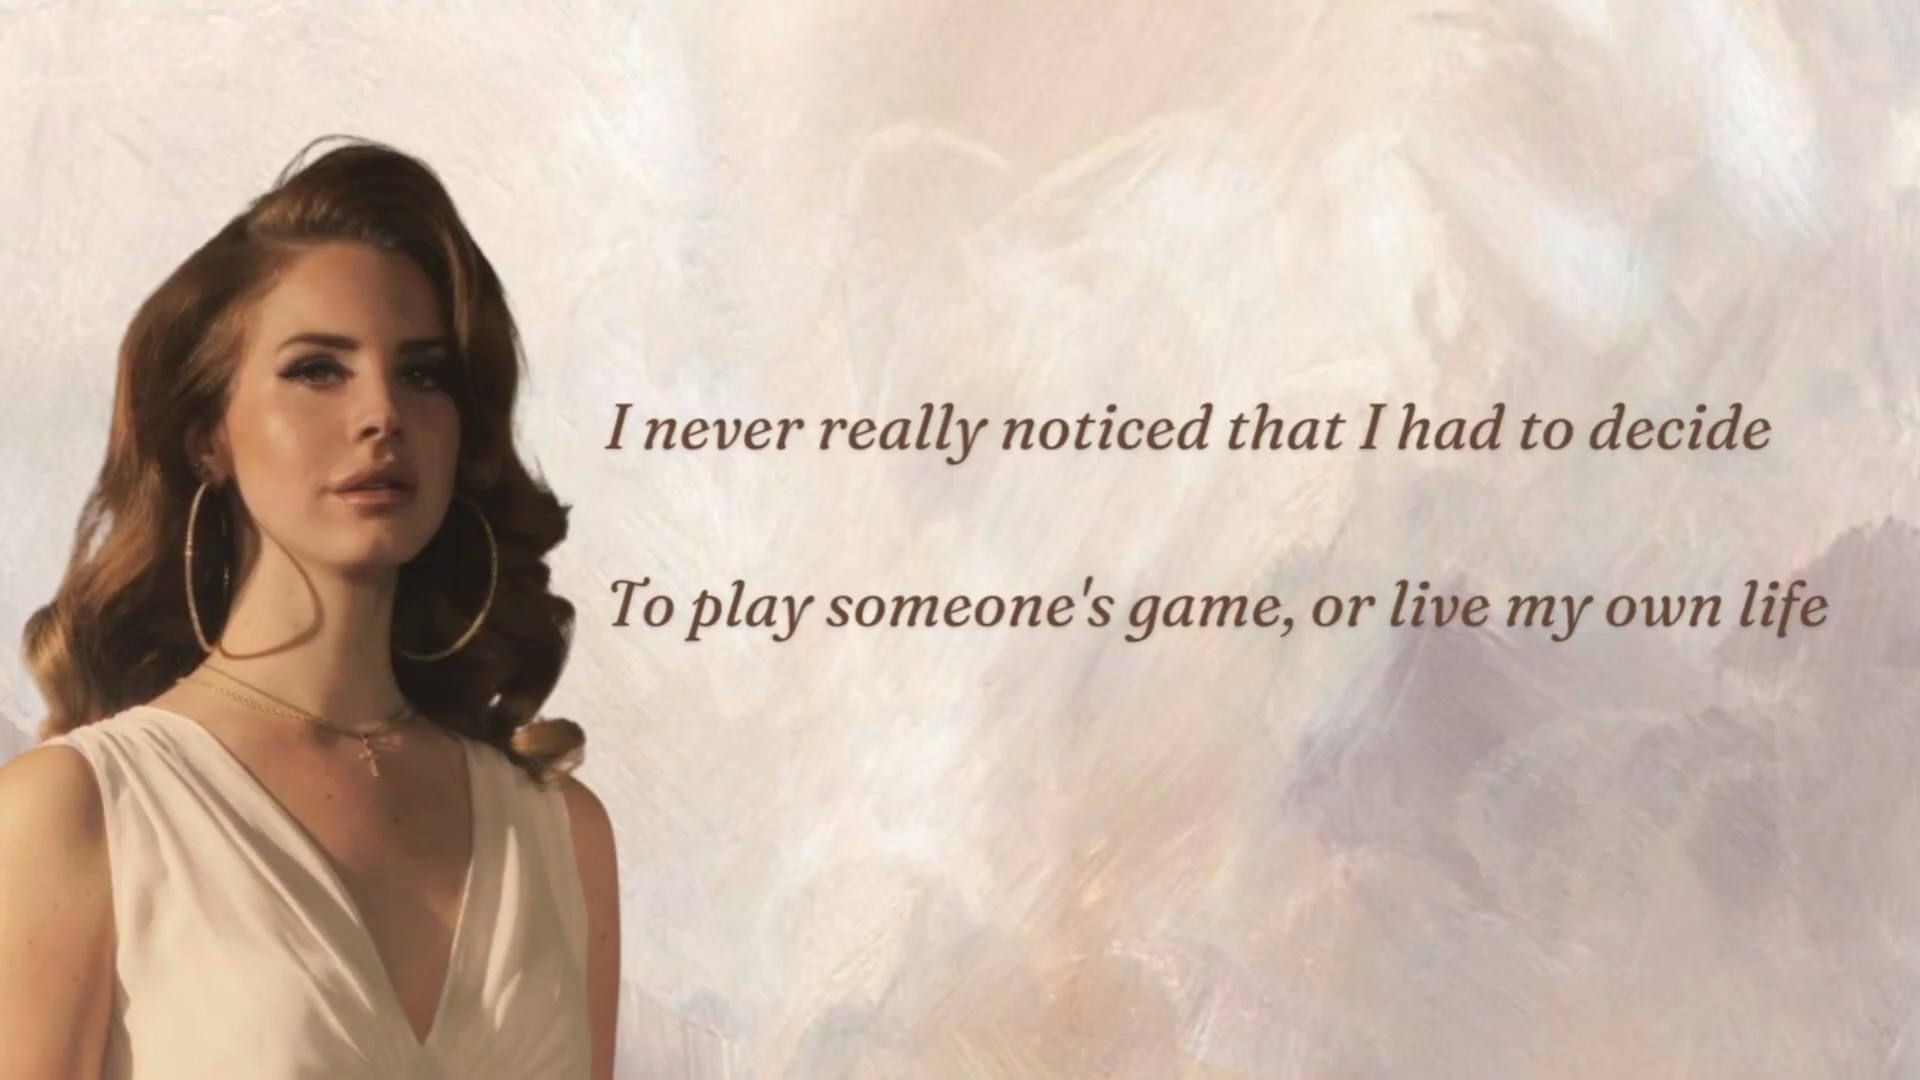 I never really noticed that I had to decide
To play someone's game, or live my own life